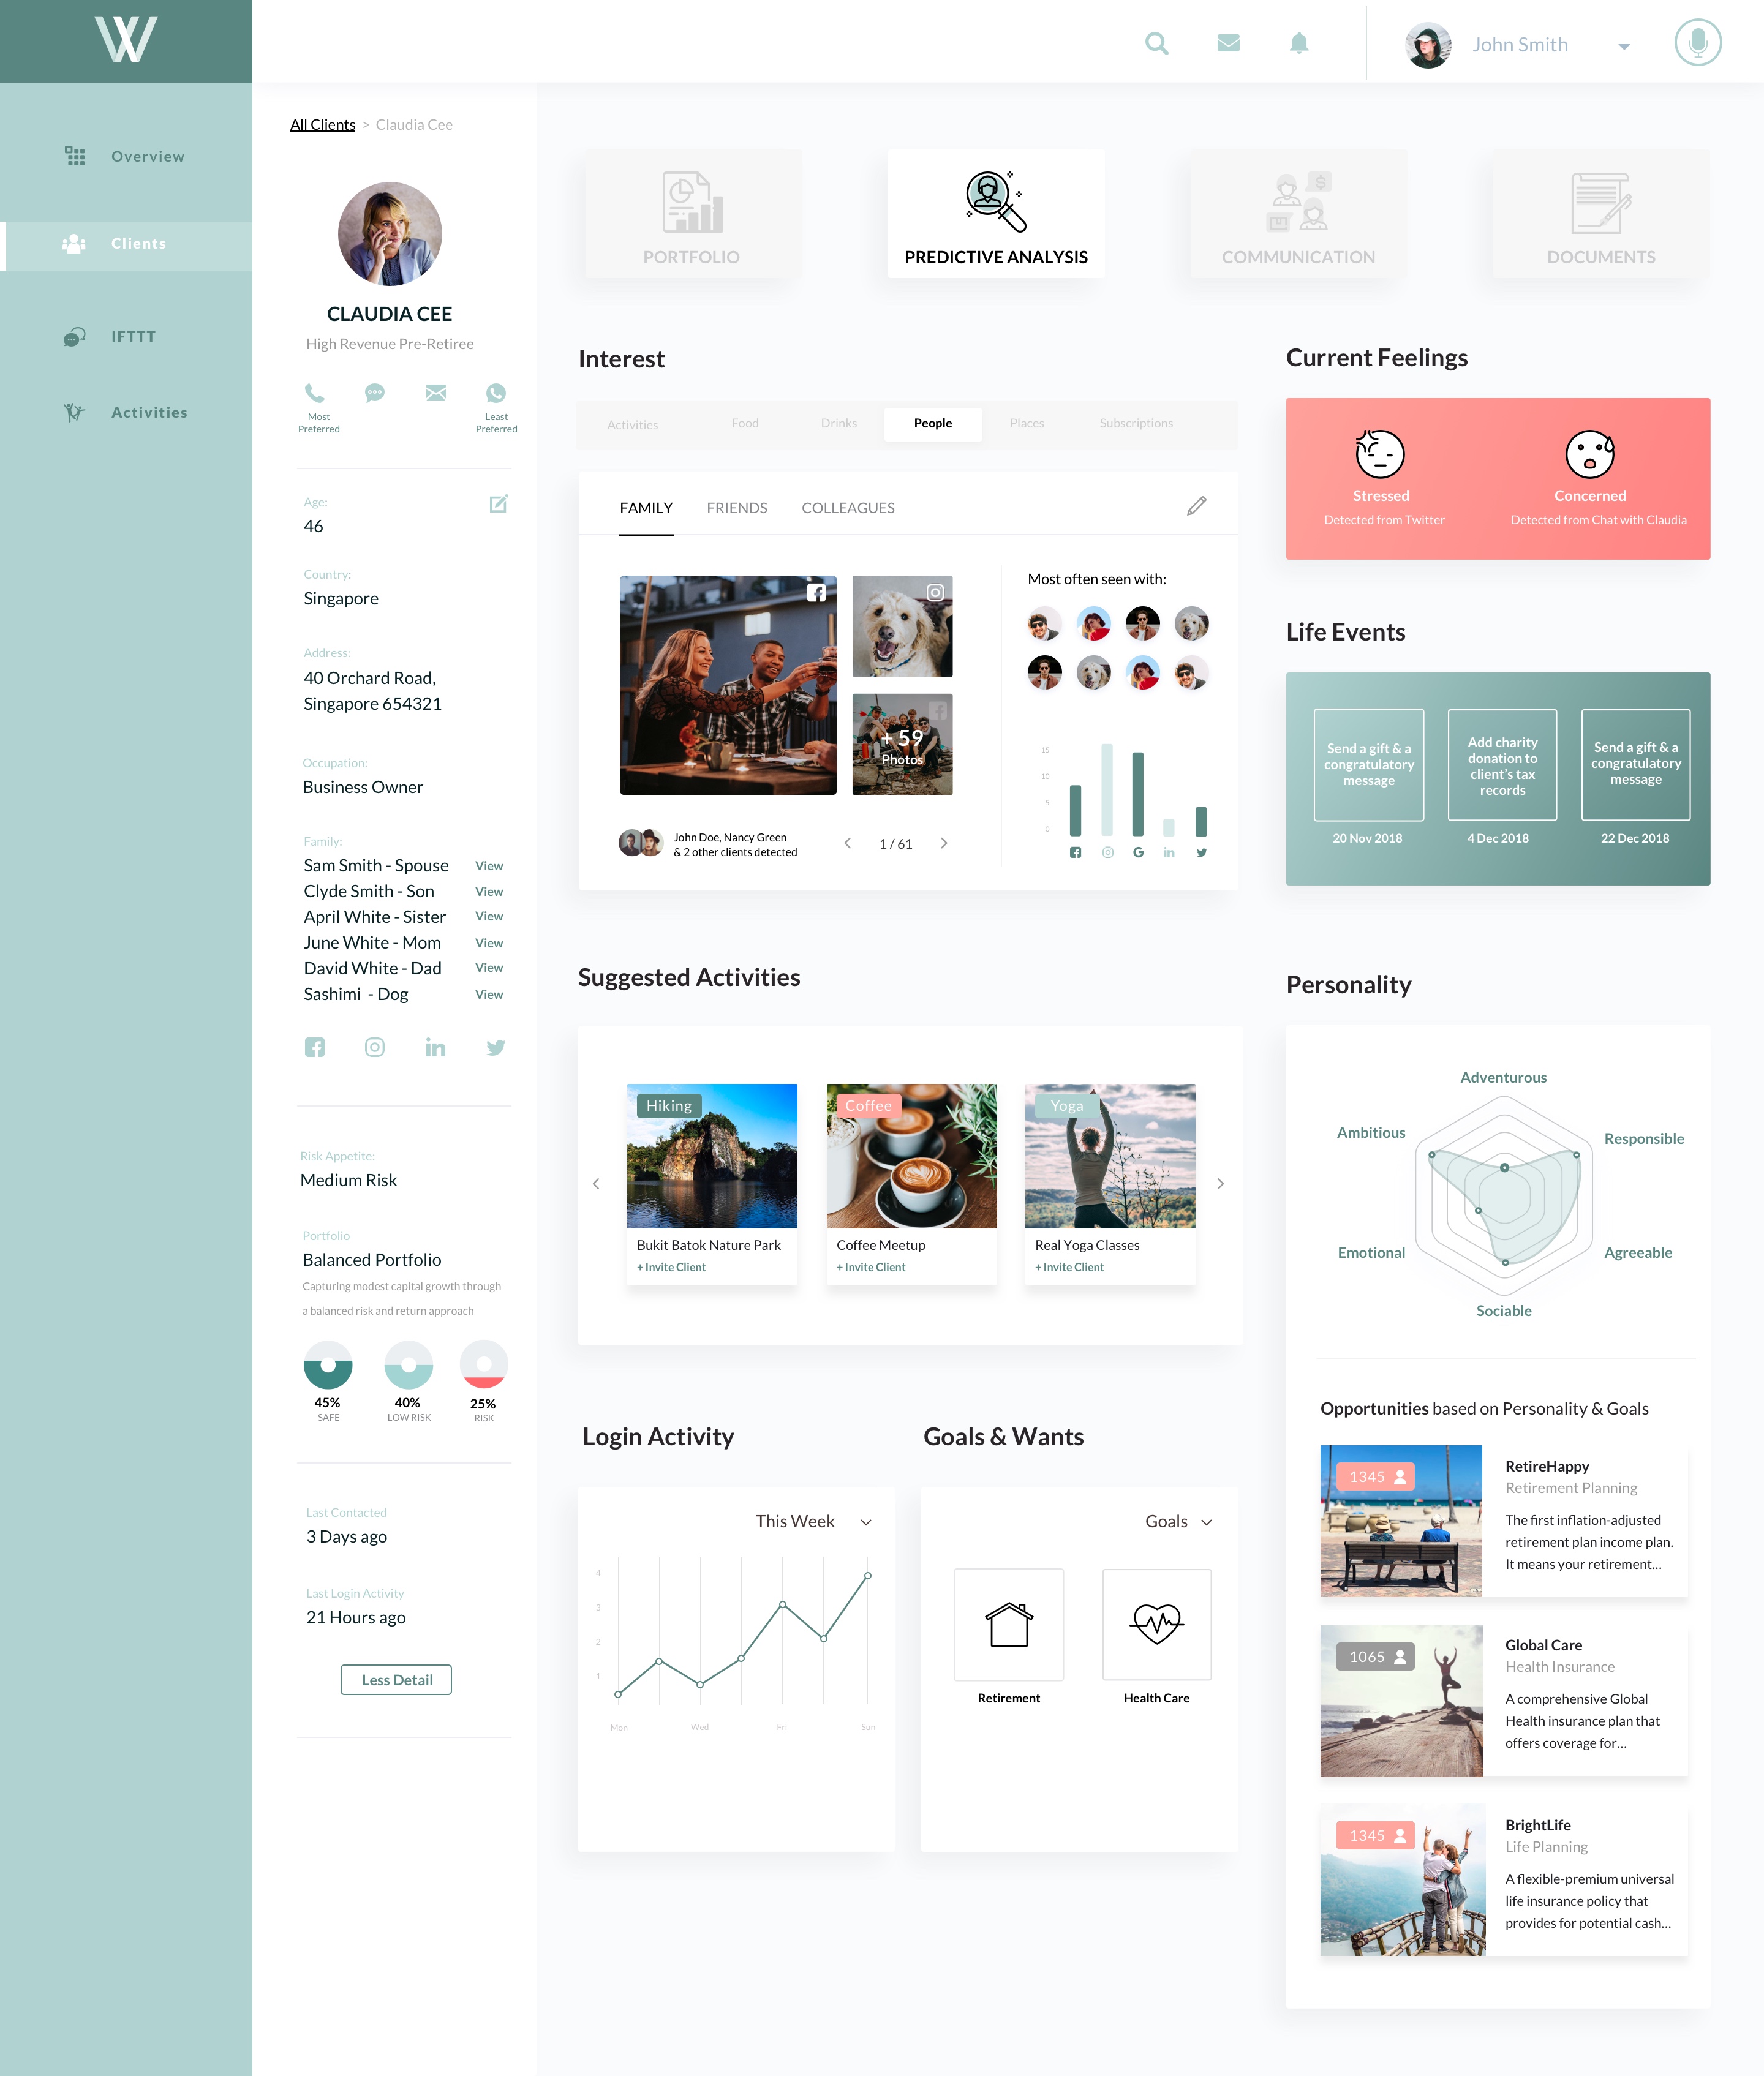 W
John Smith
Overview
Clients
IFTTT
Activities
All Clients > Claudia Cee
CLAUDIA CEE
High Revenue Pre-Retiree
Most
Preferred
Least
Preferred
Age:
46
Country:
Singapore
Address:
40 Orchard Road,
Singapore 654321
Occupation:
Business Owner
Family:
Sam Smith - Spouse View
Clyde Smith - Son View
April White - Sister View
June White - Mom View
David White - Dad View
Sashimi - Dog View
Risk Appetite:
Medium Risk
Portfolio
Balanced Portfolio
Capturing modest capital growth through
a balanced risk and return approach
45% 40% 25%
SAFE LOW RISK RISK
Last Contacted
3 Days ago
Last Login Activity
21 Hours ago
Less Detail
PORTFOLIO
PREDICTIVE ANALYSIS
COMMUNICATION
DOCUMENTS
Interest
Activities Food Drinks People Places Subscriptions
FAMILY FRIENDS COLLEAGUES
+ 59
Photos
John Doe, Nancy Green
& 2 other clients detected
1 / 61
Most often seen with:
15
10
5
0
Current Feelings
Stressed
Detected from Twitter
Concerned
Detected from Chat with Claudia
Life Events
Send a gift & a
congratulatory
message
20 Nov 2018
Add charity
donation to
client's tax
records
4 Dec 2018
Send a gift & a
congratulatory
message
22 Dec 2018
Suggested Activities
Hiking
Bukit Batok Nature Park
+ Invite Client
Coffee
Coffee Meetup
+ Invite Client
Yoga
Real Yoga Classes
+ Invite Client
Personality
Adventurous
Ambitious
Responsible
Emotional
Agreeable
Sociable
Opportunities based on Personality & Goals
1345
RetireHappy
Retirement Planning
The first inflation-adjusted
retirement plan income plan.
It means your retirement...
1065
Global Care
Health Insurance
A comprehensive Global
Health insurance plan that
offers coverage for...
1345
BrightLife
Life Planning
A flexible-premium universal
life insurance policy that
provides for potential cash...
Login Activity
This Week
4
3
2
1
Mon Wed Fri Sun
Goals & Wants
Goals
Retirement
Health Care